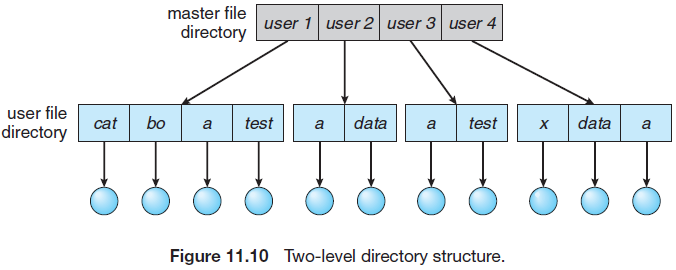 master file
directory
user 1 user 2 user 3 user 4
user file
directory
cat bo a test a data a test x data a
Figure 11.10 Two-level directory structure.